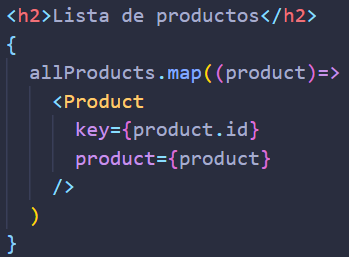 <h2>Lista de productos</h2>
{
  allProducts.map((product)=>
    <Product
      key={product.id}
      product={product}
    />
  )
}